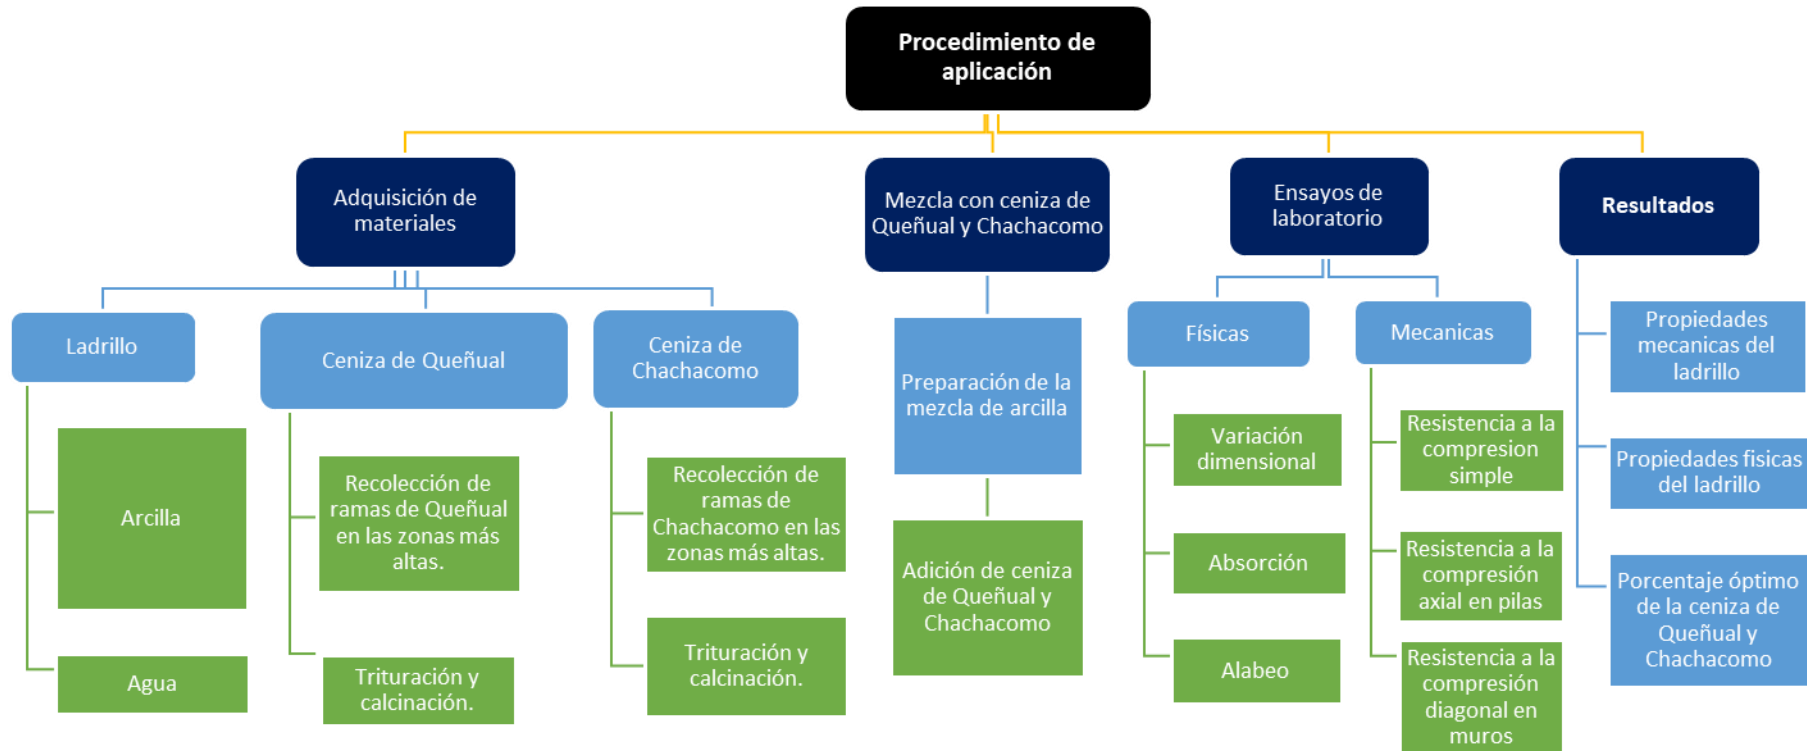 Procedimiento de
aplicación
Adquisición de
materiales
Mezcla con ceniza de
Queñual y Chachacomo
Ensayos de
laboratorio
Resultados
Ladrillo
Ceniza de Queñual
Ceniza de
Chachacomo
Arcilla
Agua
Recolección de
ramas de Queñual
en las zonas más
altas.
Trituración y
calcinación.
Recolección de
ramas de
Chachacomo en las
zonas más altas.
Trituración y
calcinación.
Preparación de la
mezcla de arcilla
Adición de ceniza
de Queñual y
Chachacomo
Físicas
Mecanicas
Variación
dimensional
Absorción
Alabeo
Resistencia a la
compresion
simple
Resistencia a la
compresión
axial en pilas
Resistencia a la
compresión
diagonal en
muros
Propiedades
mecanicas del
ladrillo
Propiedades fisicas
del ladrillo
Porcentaje óptimo
de la ceniza de
Queñual y
Chachacomo